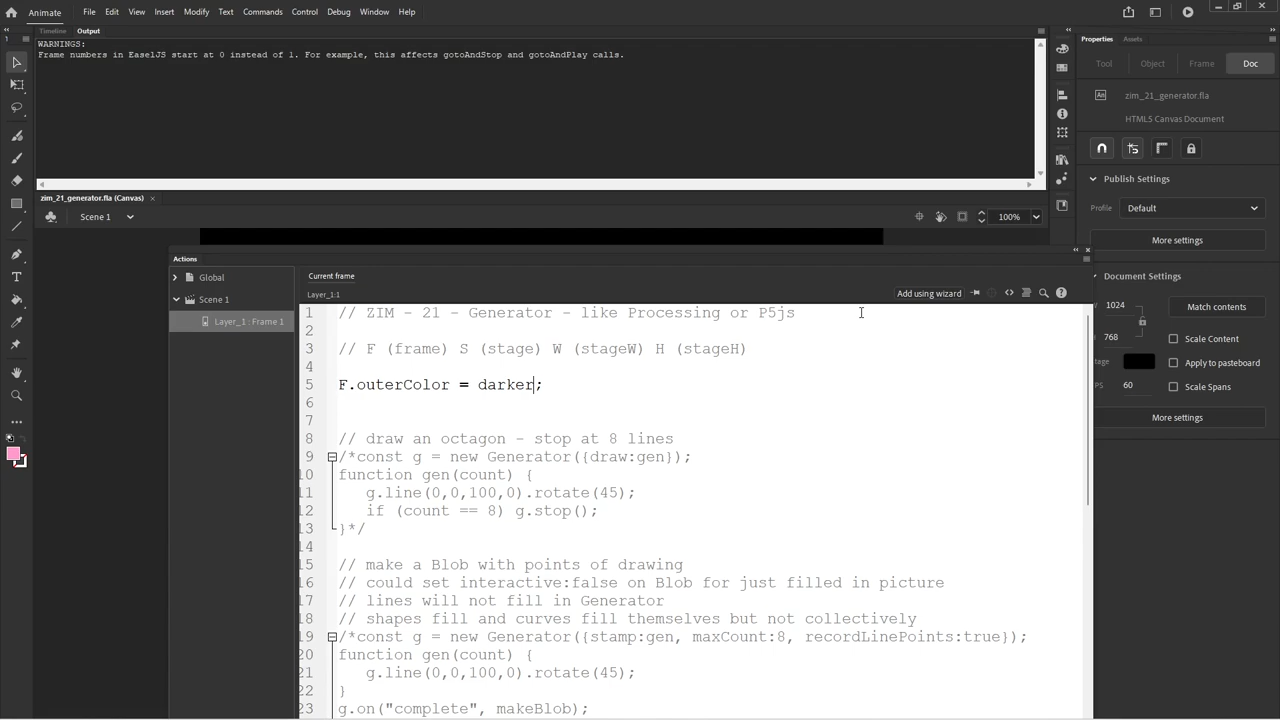 Animate File Edit View Insert Modify Text Commands Control Debug Window Help
Timeline Output
WARNINGS:
Frame numbers in EaselJS start at 0 instead of 1. For example, this affects gotoAndStop and gotoAndPlay calls.
zim_21_generator.fla (Canvas)
Scene 1
100%
Actions
Global
Scene 1
Layer_1 : Frame 1
Current frame
Layer_1:1
Add using wizard
1 // ZIM - 21 - Generator - like Processing or P5js
2
3 // F (frame) S (stage) W (stageW) H (stageH)
4
5 F.outerColor = darker;
6
7
8 // draw an octagon - stop at 8 lines
9 /*const g = new Generator({draw:gen});
10 function gen(count) {
11 g.line(0,0,100,0).rotate(45);
12 if (count == 8) g.stop();
13 }*/
14
15 // make a Blob with points of drawing
16 // could set interactive:false on Blob for just filled in picture
17 // lines will not fill in Generator
18 // shapes fill and curves fill themselves but not collectively
19 /*const g = new Generator({stamp:gen, maxCount:8, recordLinePoints:true});
20 function gen(count) {
21 g.line(0,0,100,0).rotate(45);
22 }
23 g.on("complete", makeBlob);
Properties Assets
Tool Object Frame Doc
An zim_21_generator.fla
HTML5 Canvas Document
Publish Settings
Profile Default
More settings
Document Settings
1024
Match contents
768
Scale Content
tage
Apply to pasteboard
PS 60
Scale Spans
More settings